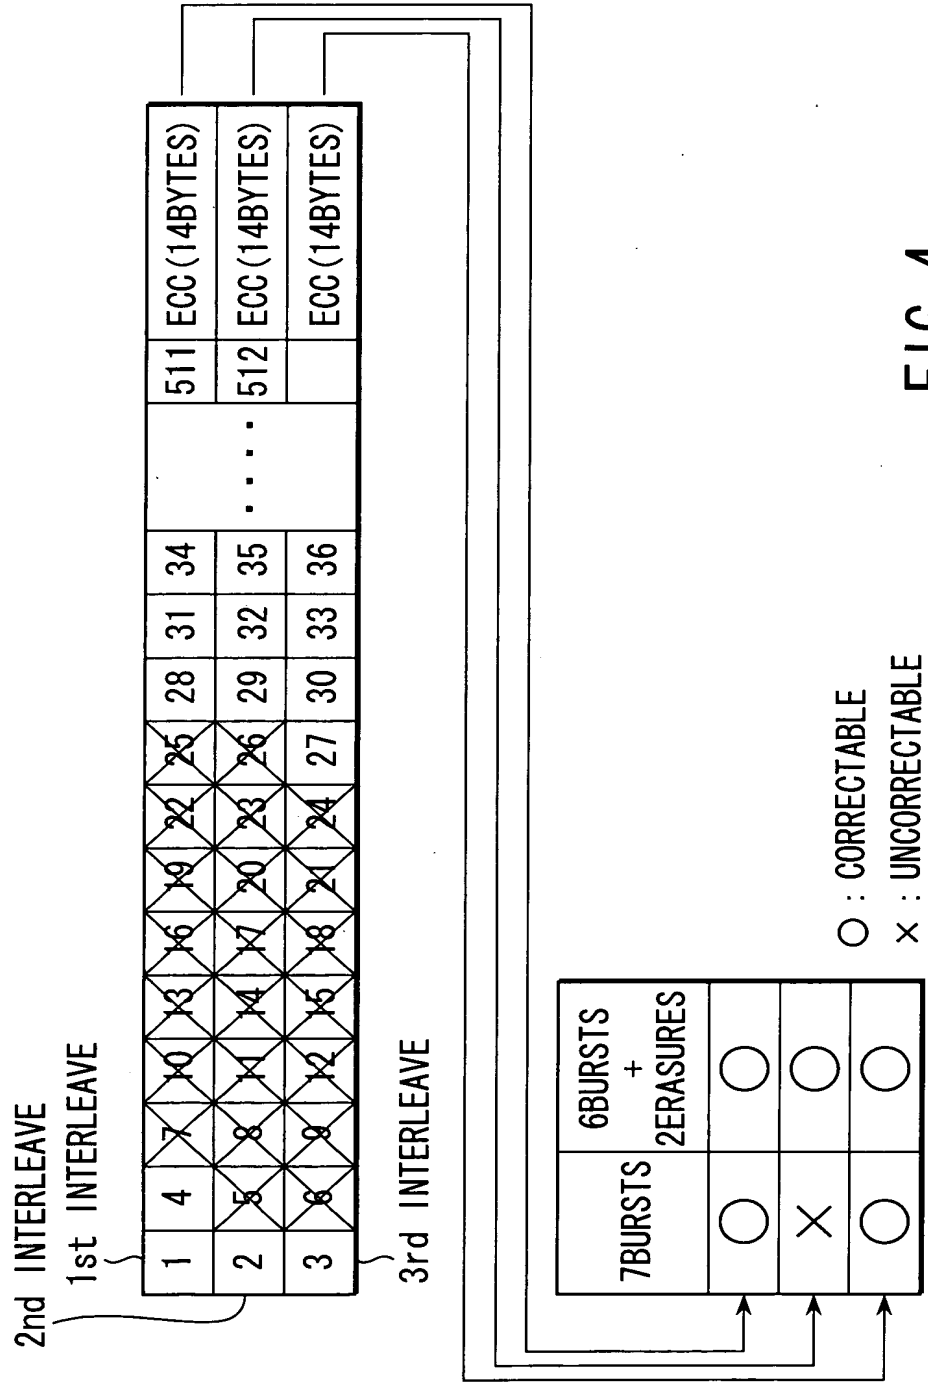 2nd INTERLEAVE
1st INTERLEAVE
1 4 7 10 13 16 19 22 25 28 31 34 511 ECC(14BYTES)
2 5 8 11 14 17 20 23 26 29 32 35 ···· 512 ECC(14BYTES)
3 6 9 12 15 18 21 24 27 30 33 36 ECC(14BYTES)
3rd INTERLEAVE
7BURSTS
6BURSTS
+
2ERASURES
○ ○
× ○
○ ○
○ : CORRECTABLE
× : UNCORRECTABLE